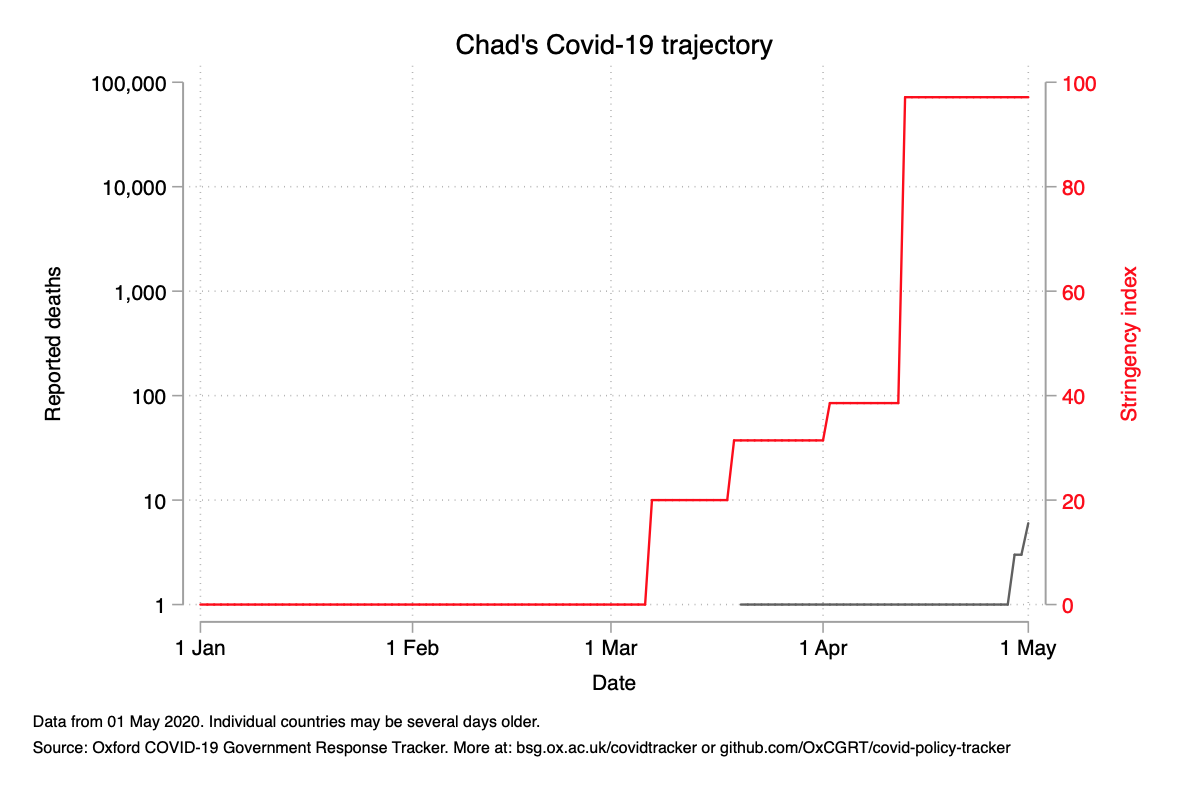 Chad's Covid-19 trajectory
100,000
10,000
1,000
100
10
1
Reported deaths
100
80
60
40
20
0
Stringency index
1 Jan
1 Feb
1 Mar
1 Apr
1 May
Date
Data from 01 May 2020. Individual countries may be several days older.
Source: Oxford COVID-19 Government Response Tracker. More at: bsg.ox.ac.uk/covidtracker or github.com/OxCGRT/covid-policy-tracker